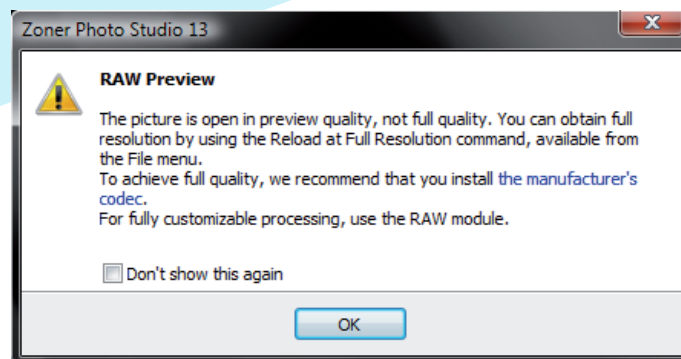 Zoner Photo Studio 13
RAW Preview
The picture is open in preview quality, not full quality. You can obtain full
resolution by using the Reload at Full Resolution command, available from
the File menu.
To achieve full quality, we recommend that you install the manufacturer's
codec.
For fully customizable processing, use the RAW module.
Don't show this again
OK